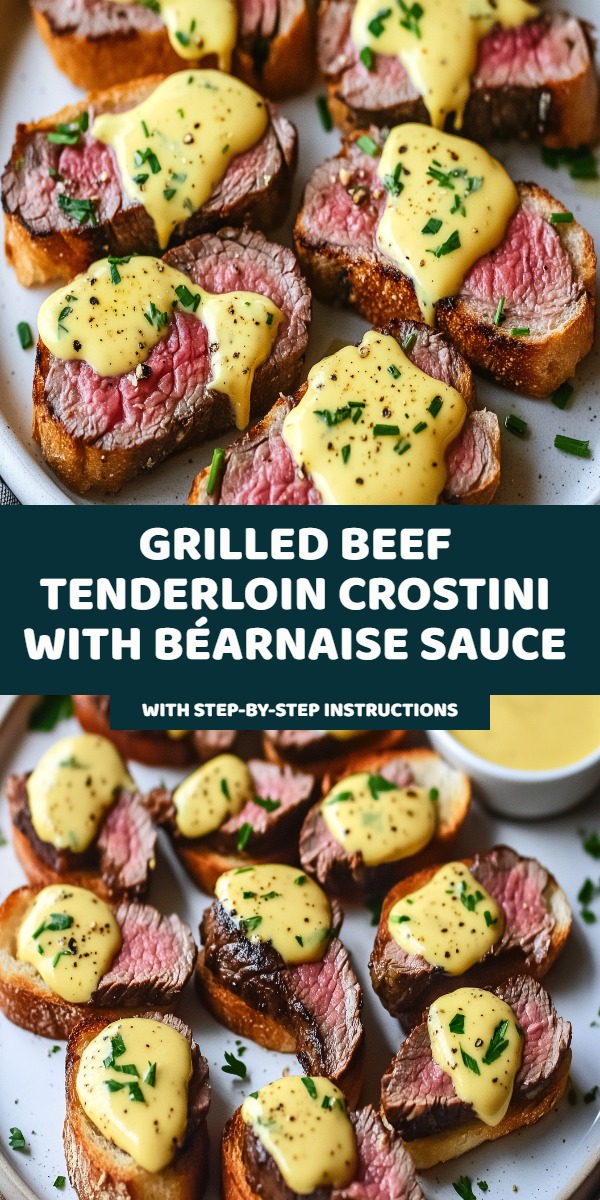 GRILLED BEEF
TENDERLOIN CROSTINI
WITH BÉARNAISE SAUCE
WITH STEP-BY-STEP INSTRUCTIONS